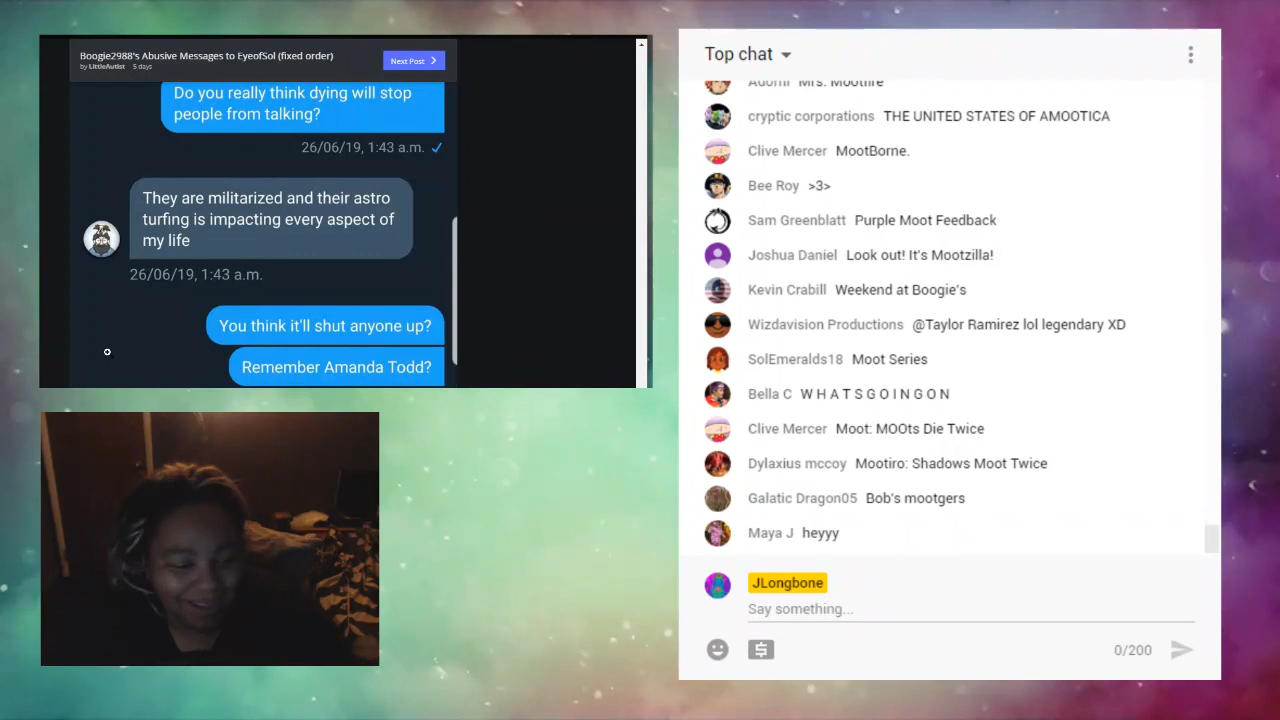 Boogie2988's Abusive Messages to EyeofSol (fixed order)
by LittleAutist 5 days
Next Post
Do you really think dying will stop
people from talking?
26/06/19, 1:43 a.m.
They are militarized and their astro
turfing is impacting every aspect of
my life
26/06/19, 1:43 a.m.
You think it'll shut anyone up?
Remember Amanda Todd?
Top chat
Adomi Mrs. Mootfire
cryptic corporations THE UNITED STATES OF AMOOTICA
Clive Mercer MootBorne.
Bee Roy >3>
Sam Greenblatt Purple Moot Feedback
Joshua Daniel Look out! It's Mootzilla!
Kevin Crabill Weekend at Boogie's
Wizdavision Productions @Taylor Ramirez lol legendary XD
SolEmeralds18 Moot Series
Bella C W H A T S G O I N G O N
Clive Mercer Moot: MOOts Die Twice
Dylaxius mccoy Mootiro: Shadows Moot Twice
Galatic Dragon05 Bob's mootgers
Maya J heyyy
JLongbone
Say something...
0/200